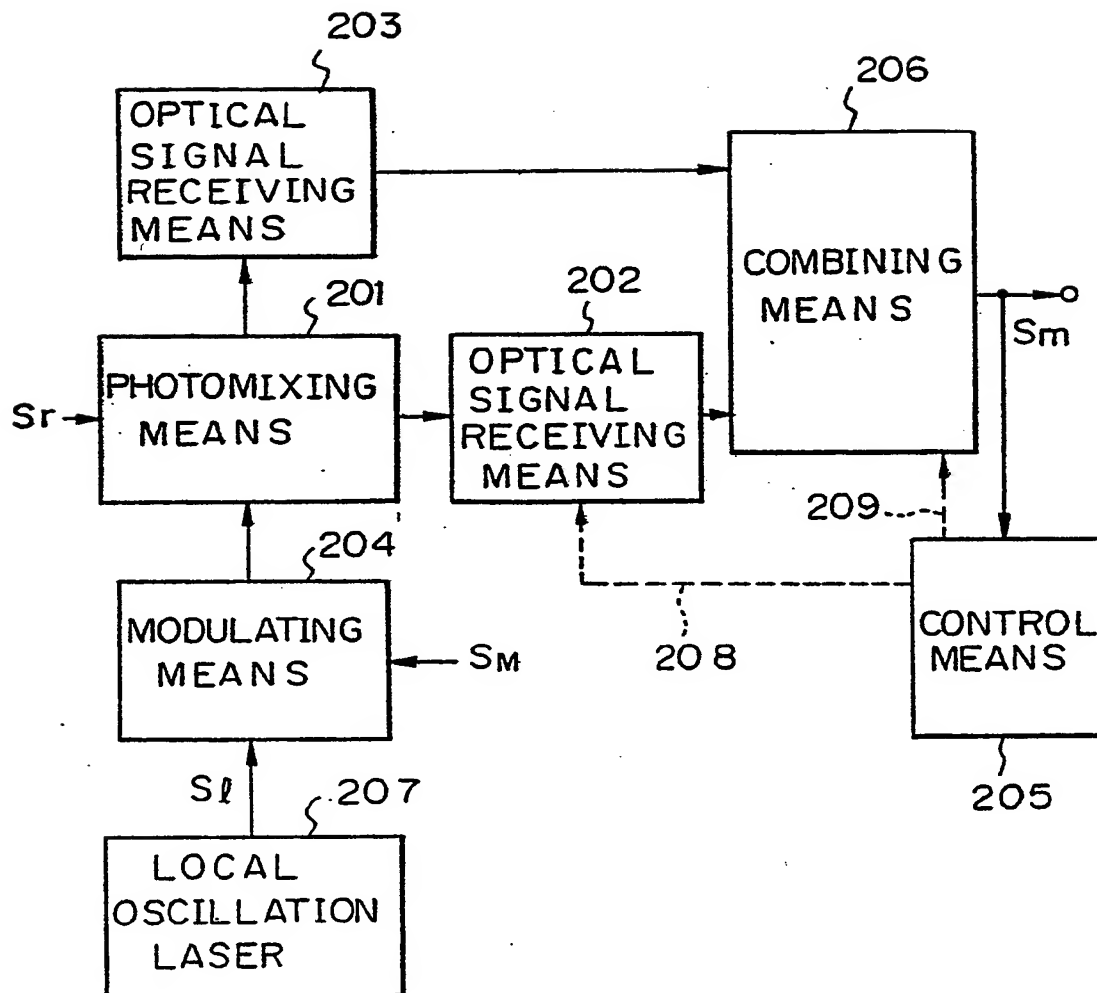 203
OPTICAL
SIGNAL
RECEIVING
MEANS
206
COMBINING
MEANS
Sm
201
PHOTOMIXING
MEANS
Sr
202
OPTICAL
SIGNAL
RECEIVING
MEANS
209
208
CONTROL
MEANS
205
204
MODULATING
MEANS
SM
Sℓ
207
LOCAL
OSCILLATION
LASER